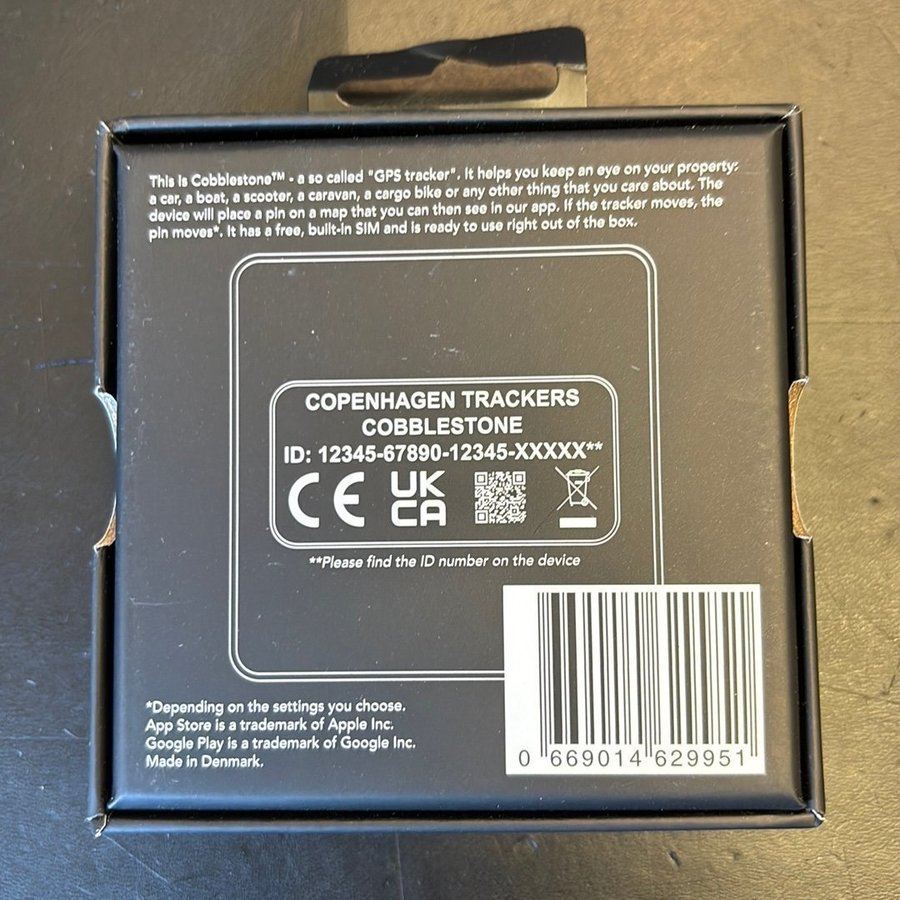 This is Cobblestone™ - a so called "GPS tracker". It helps you keep an eye on your property:
a car, a boat, a scooter, a caravan, a cargo bike or any other thing that you care about. The
device will place a pin on a map that you can then see in our app. If the tracker moves, the
pin moves*. It has a free, built-in SIM and is ready to use right out of the box.
COPENHAGEN TRACKERS
COBBLESTONE
ID: 12345-67890-12345-XXXXX**
CE UK
CA
**Please find the ID number on the device
*Depending on the settings you choose.
App Store is a trademark of Apple Inc.
Google Play is a trademark of Google Inc.
Made in Denmark.
0 669014 629951